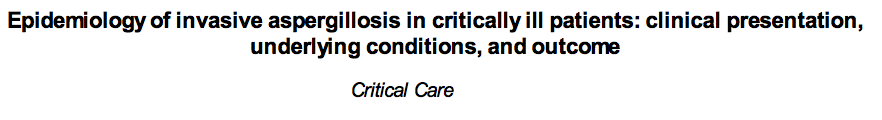 Epidemiology of invasive aspergillosis in critically ill patients: clinical presentation,
underlying conditions, and outcome
Critical Care